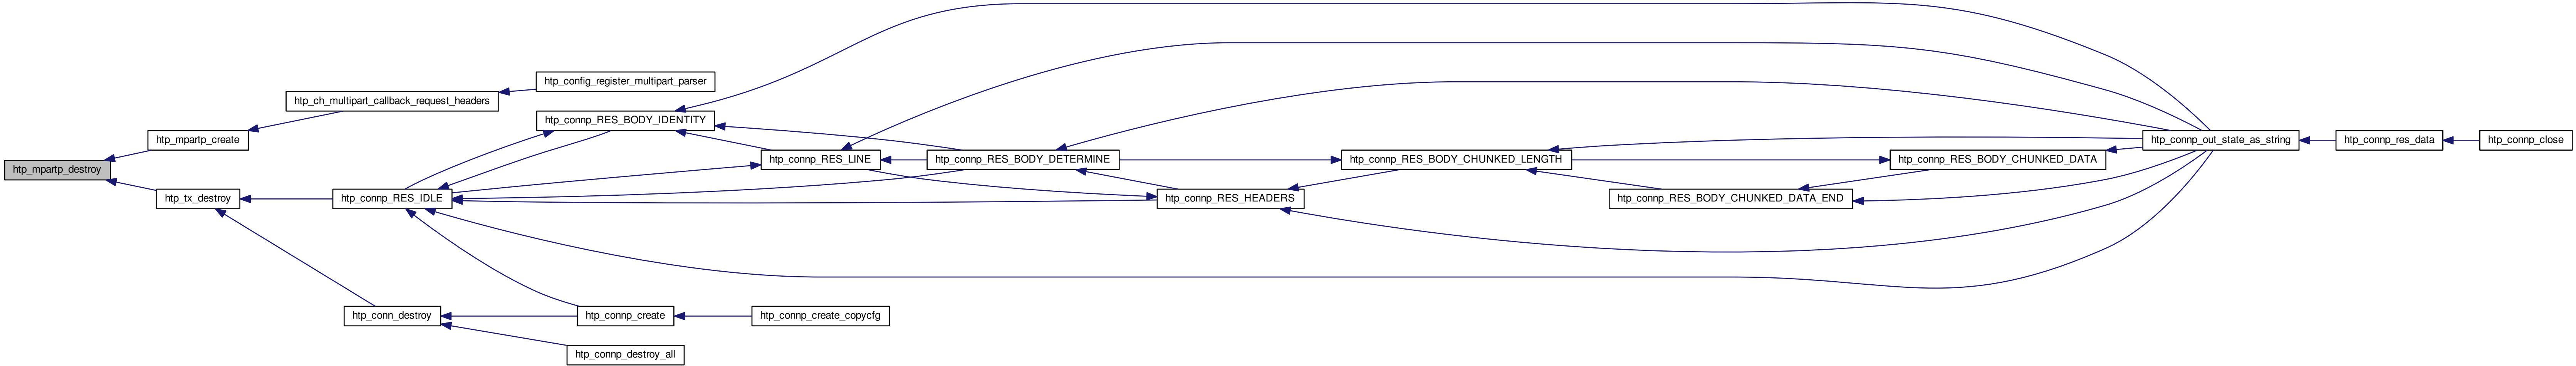 htp_config_register_multipart_parser
htp_ch_multipart_callback_request_headers
htp_connp_RES_BODY_IDENTITY
htp_mpartp_create
htp_connp_out_state_as_string
htp_connp_res_data
htp_connp_close
htp_mpartp_destroy
htp_connp_RES_LINE
htp_connp_RES_BODY_DETERMINE
htp_connp_RES_BODY_CHUNKED_LENGTH
htp_connp_RES_BODY_CHUNKED_DATA
htp_tx_destroy
htp_connp_RES_IDLE
htp_connp_RES_HEADERS
htp_connp_RES_BODY_CHUNKED_DATA_END
htp_conn_destroy
htp_connp_create
htp_connp_create_copycfg
htp_connp_destroy_all